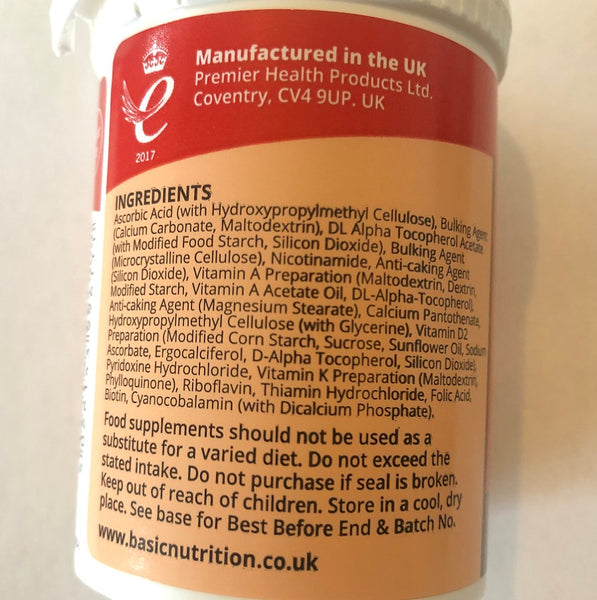 Manufactured in the UK
Premier Health Products Ltd.
Coventry, CV4 9UP. UK
e
2017
INGREDIENTS
Ascorbic Acid (with Hydroxypropylmethyl Cellulose), Bulking Agent
(Calcium Carbonate, Maltodextrin), DL Alpha Tocopherol Acetate
(with Modified Food Starch, Silicon Dioxide), Bulking Agent
(Microcrystalline Cellulose), Nicotinamide, Anti-caking Agent
(Silicon Dioxide), Vitamin A Preparation (Maltodextrin, Dextrin,
Modified Starch, Vitamin A Acetate Oil, DL-Alpha-Tocopherol),
Anti-caking Agent (Magnesium Stearate), Calcium Pantothenate,
Hydroxypropylmethyl Cellulose (with Glycerine), Vitamin D2
Preparation (Modified Corn Starch, Sucrose, Sunflower Oil, Sodium
Ascorbate, Ergocalciferol, D-Alpha Tocopherol, Silicon Dioxide),
Pyridoxine Hydrochloride, Vitamin K Preparation (Maltodextrin,
Phylloquinone), Riboflavin, Thiamin Hydrochloride, Folic Acid,
Biotin, Cyanocobalamin (with Dicalcium Phosphate).
Food supplements should not be used as a
substitute for a varied diet. Do not exceed the
stated intake. Do not purchase if seal is broken.
Keep out of reach of children. Store in a cool, dry
place. See base for Best Before End & Batch No.
www.basicnutrition.co.uk